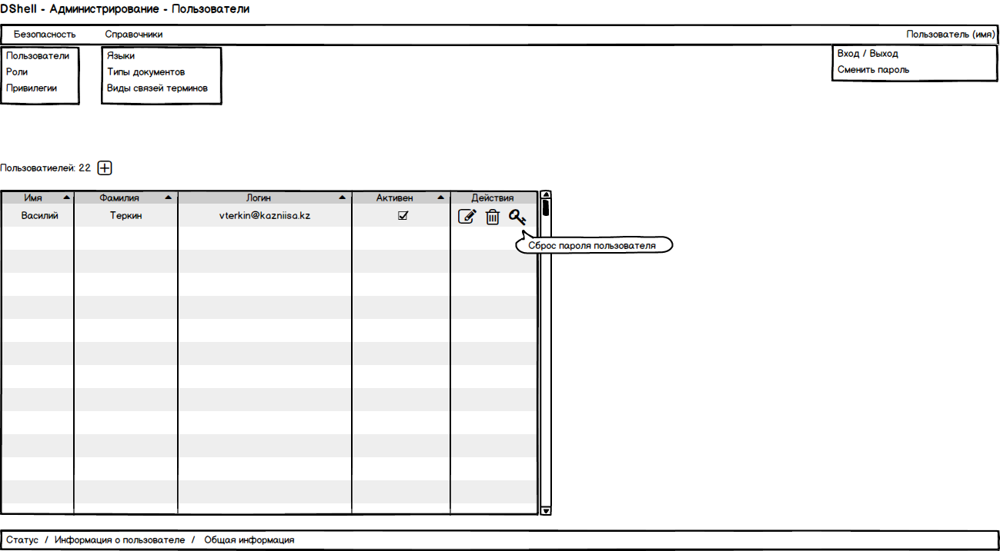 DShell - Администрирование - Пользователи
Безопасность Справочники Пользователь (имя)
Пользователи
Роли
Привилегии
Языки
Типы документов
Виды связей терминов
Вход / Выход
Сменить пароль
Пользоватиелей: 22
Имя Фамилия Логин Активен Действия
Василий Теркин vterkin@kazniisa.kz
Сброс пароля пользователя
Статус / Информация о пользователе / Общая информация